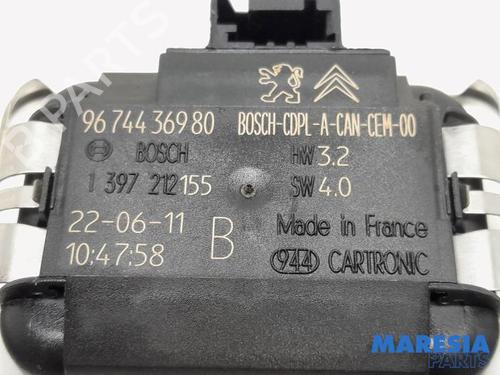 96 744 369 80 BOSCH-CDPL-A-CAN-CEM-00
BOSCH HW 3.2
1 397 212 155 SW 4.0
22-06-11 B Made in France
10:47:58 944 CARTRONIC
MARESIA
PARTS